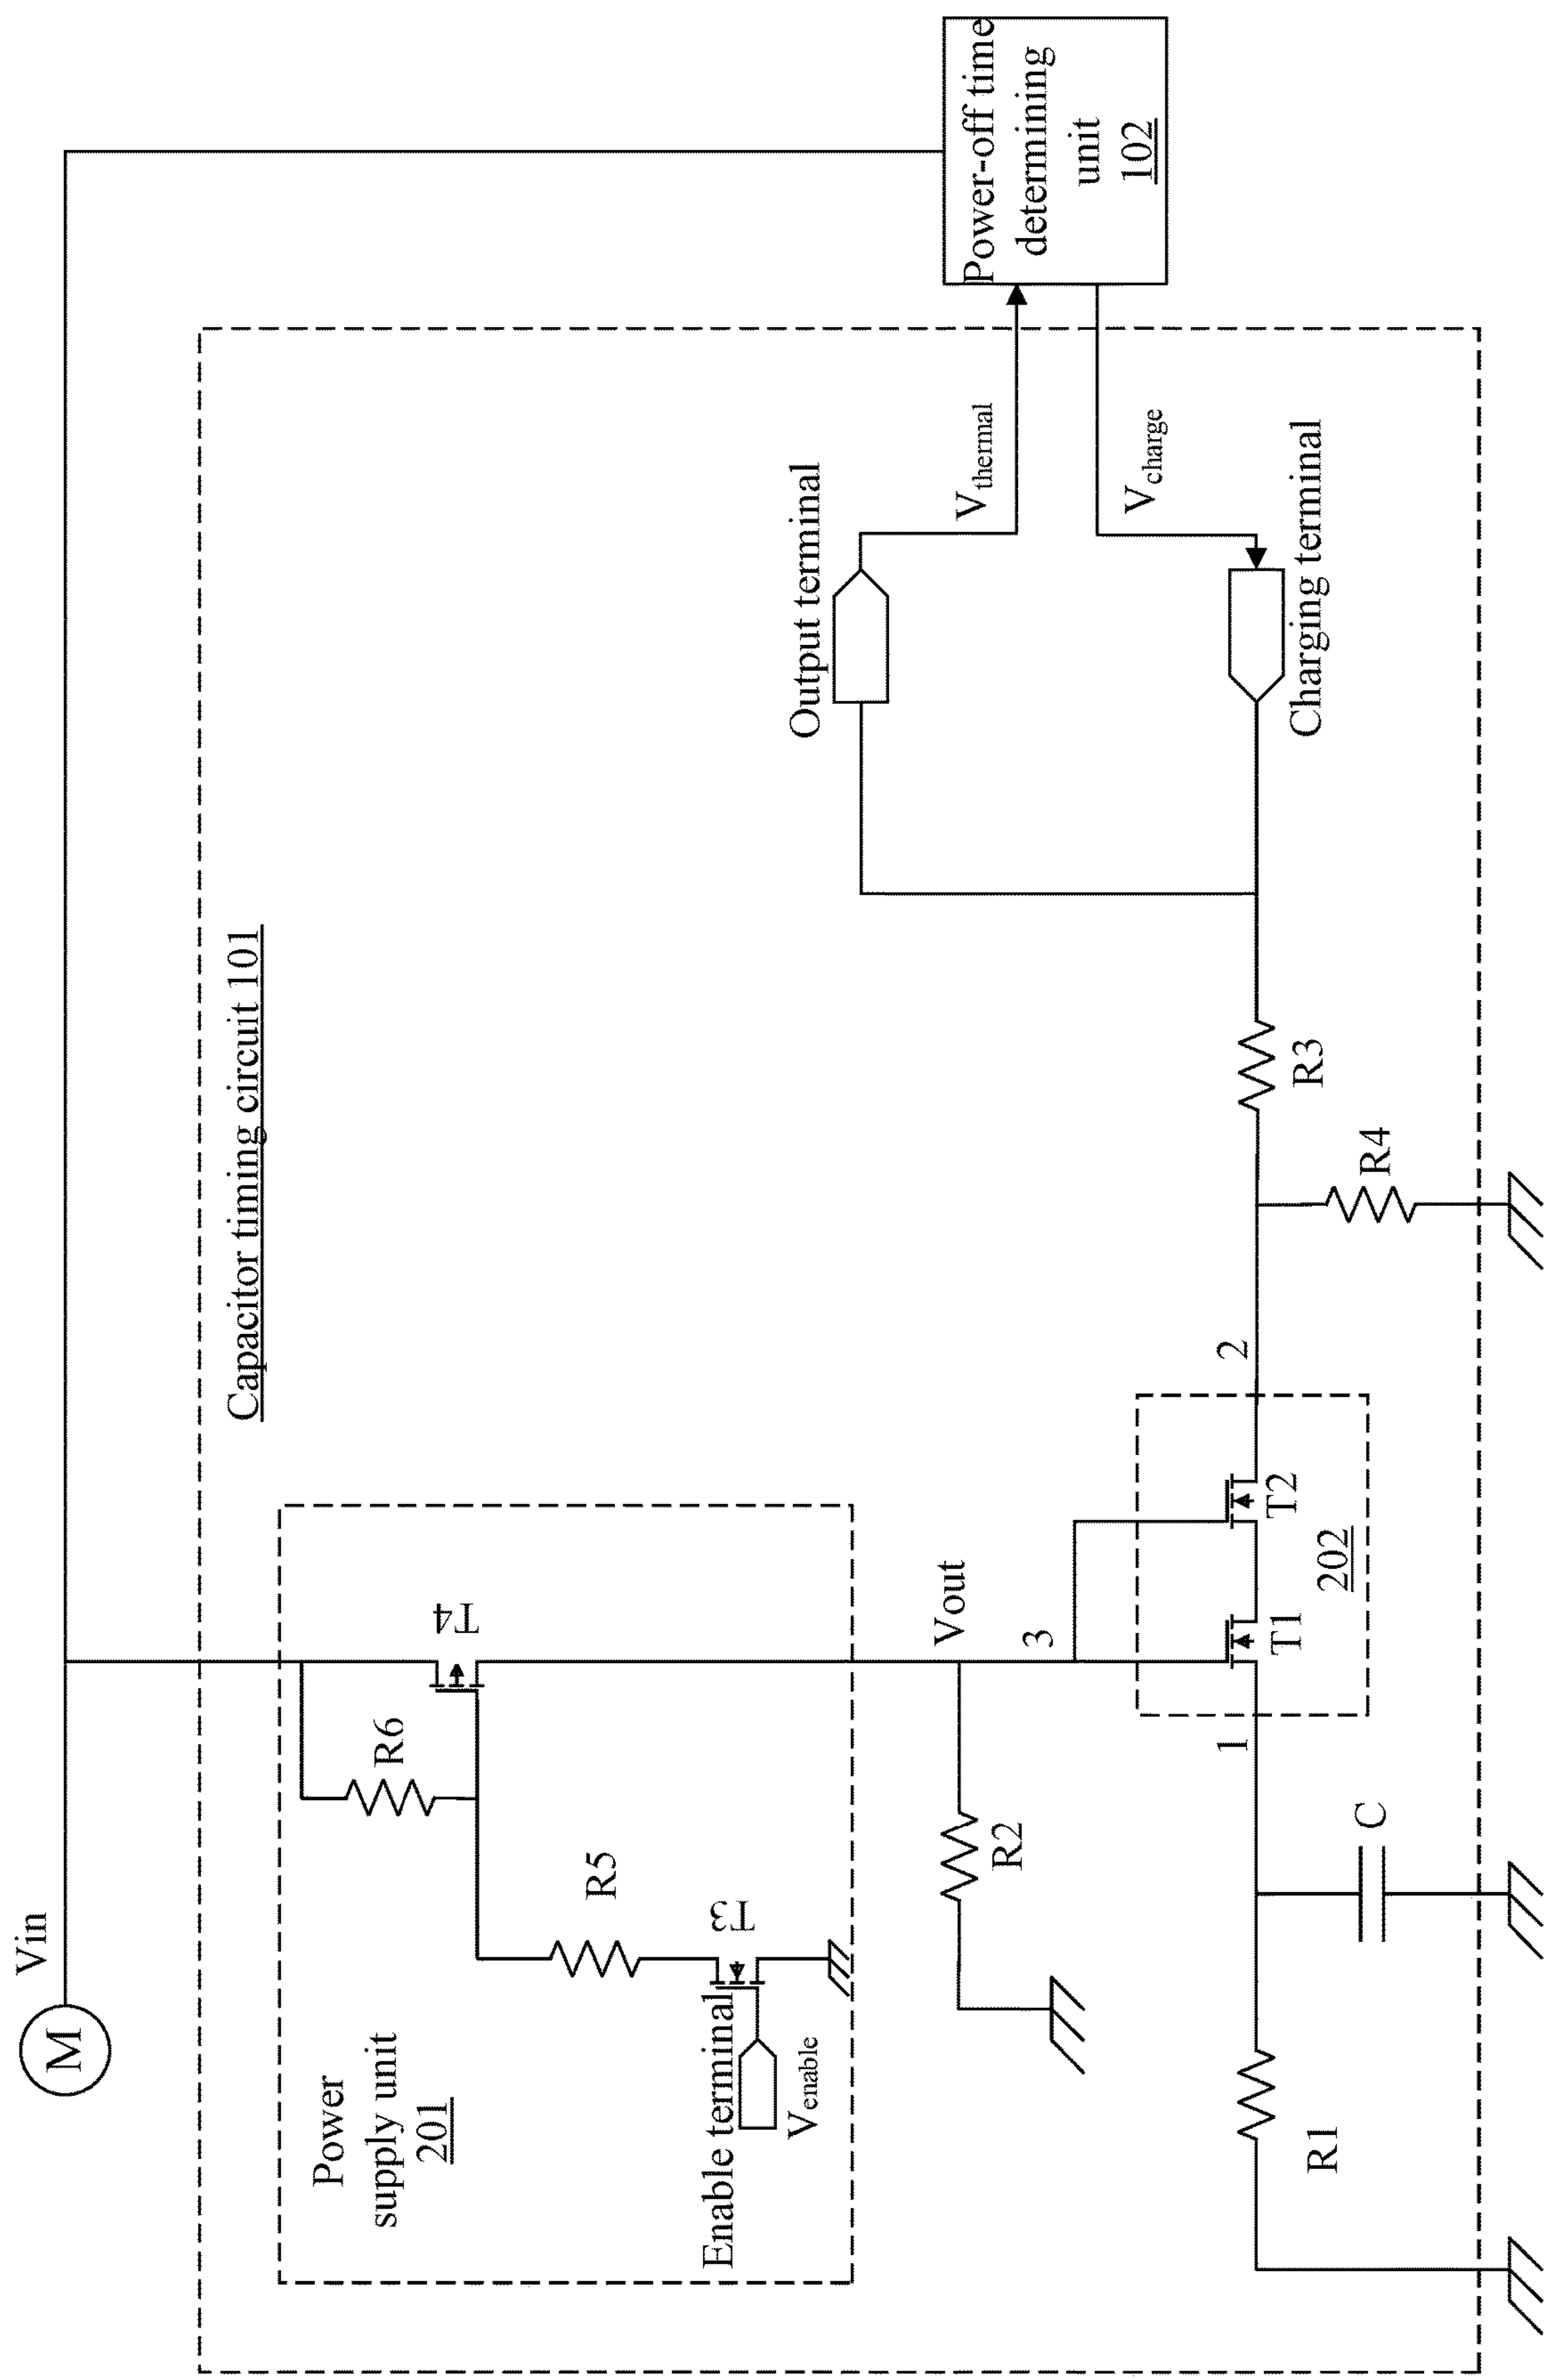 M
Vin
Capacitor timing circuit 101
Power
supply unit
201
Enable terminal
Venable
T3
R5
R6
T4
Vout
R2
3
1
2
T1
T2
202
R1
C
R4
R3
Output terminal
Charging terminal
Vthermal
Vcharge
Power-off time
determining
unit
102